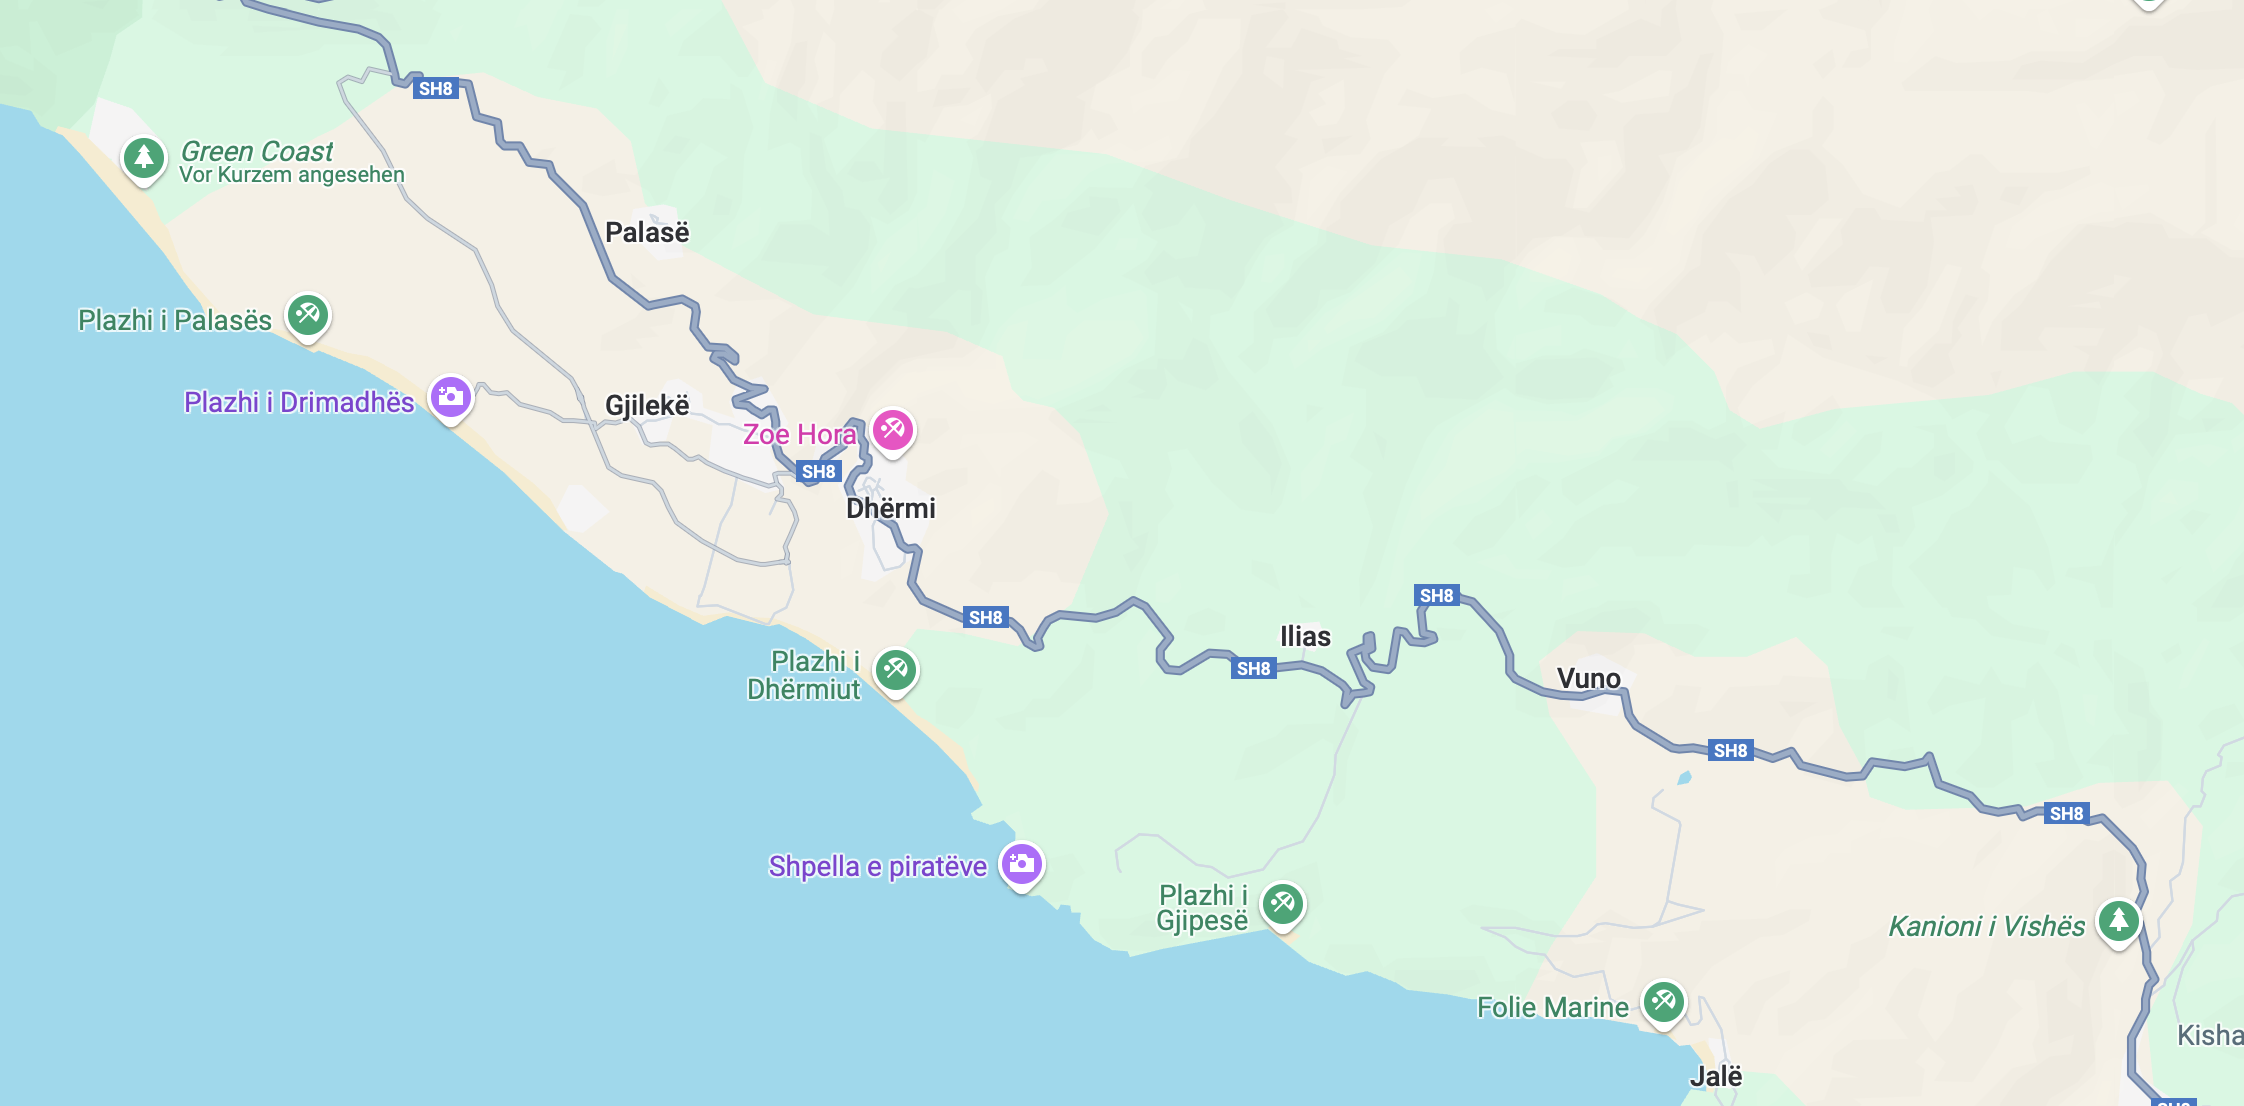 SH8
Green Coast
Vor Kurzem angesehen
Palasë
Plazhi i Palasës
Plazhi i Drimadhës
Gjilekë
Zoe Hora
SH8
Dhërmi
SH8
SH8
Ilias
SH8
Plazhi i
Dhërmiut
Vuno
SH8
SH8
Shpella e piratëve
Plazhi i
Gjipesë
Kanioni i Vishës
Folie Marine
Kisha
Jalë
SH8